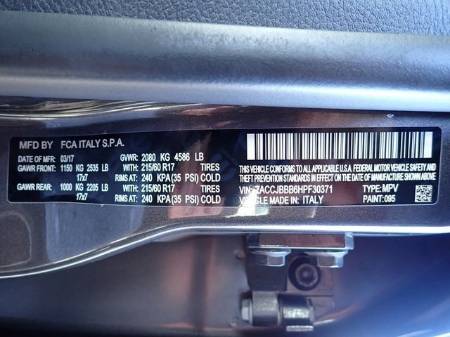 MFD BY FCA ITALY S.P.A.
DATE OF MFR: 03/17 GVWR: 2080 KG 4586 LB
GAWR FRONT: 1150 KG 2535 LB WITH: 215/60 R17 TIRES
17x7 RIMS AT: 240 KPA(35 PSI) COLD
GAWR REAR: 1000 KG 2205 LB WITH: 215/60 R17 TIRES
17x7 RIMS AT: 240 KPA(35 PSI) COLD
THIS VEHICLE CONFORMS TO ALL APPLICABLE U.S.A. FEDERAL MOTOR VEHICLE
SAFETY, BUMPER, AND THEFT PREVENTION STANDARDS IN EFFECT
ON THE DATE OF MANUFACTURE SHOWN ABOVE.
VIN: ZACCJBBB6HPF30371 TYPE: MPV
VEHICLE MADE IN: ITALY PAINT: 095